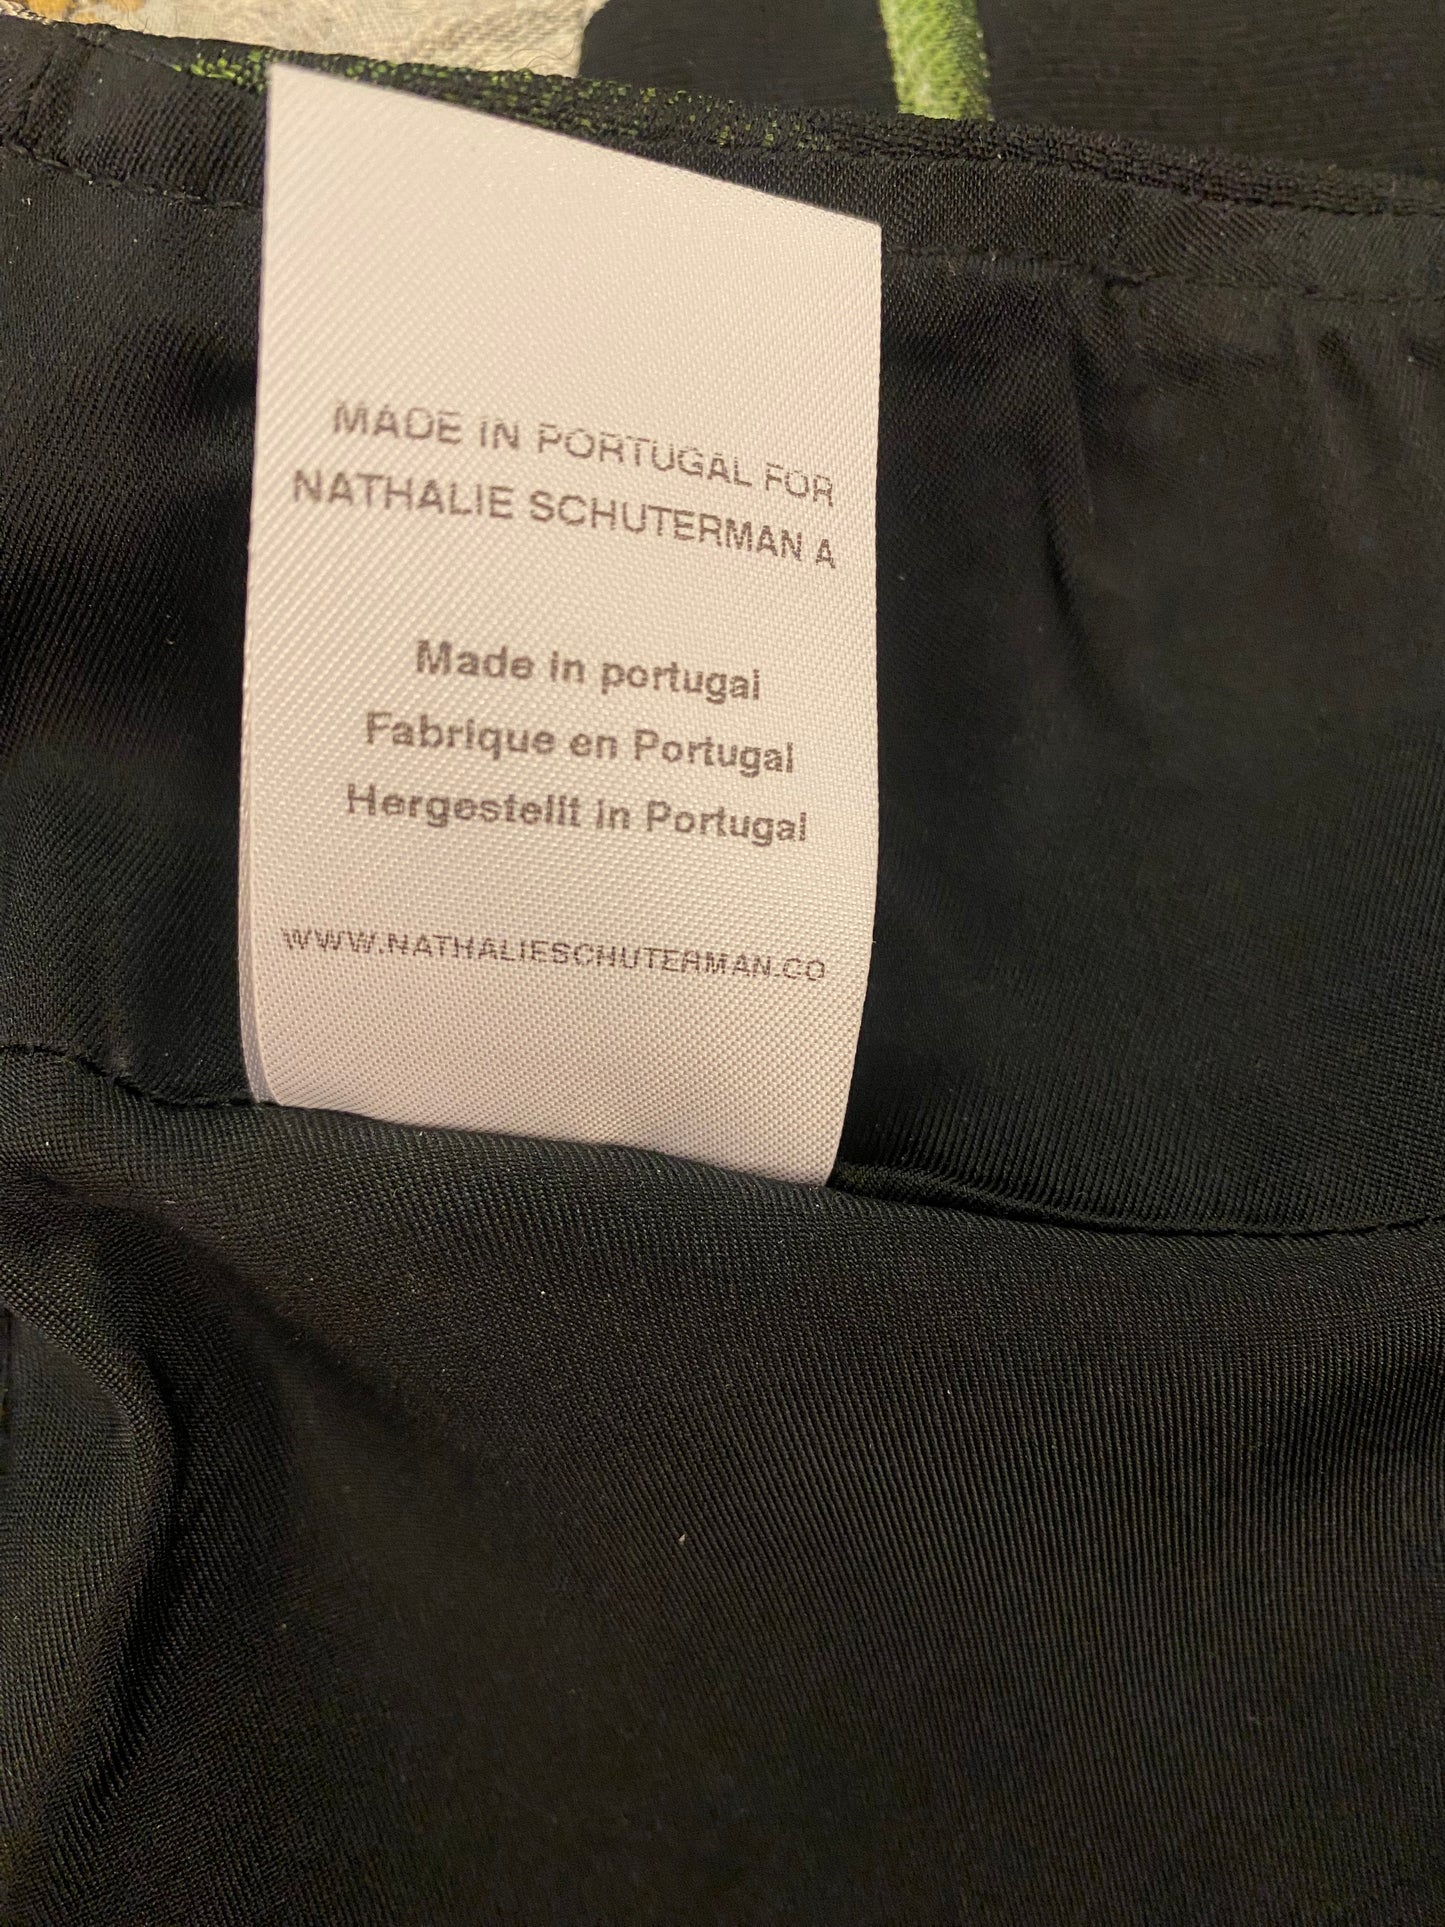 MADE IN PORTUGAL FOR
NATHALIE SCHUTERMAN A
Made in portugal
Fabrique en Portugal
Hergestellt in Portugal
WWW.NATHALIESCHUTERMAN.CO